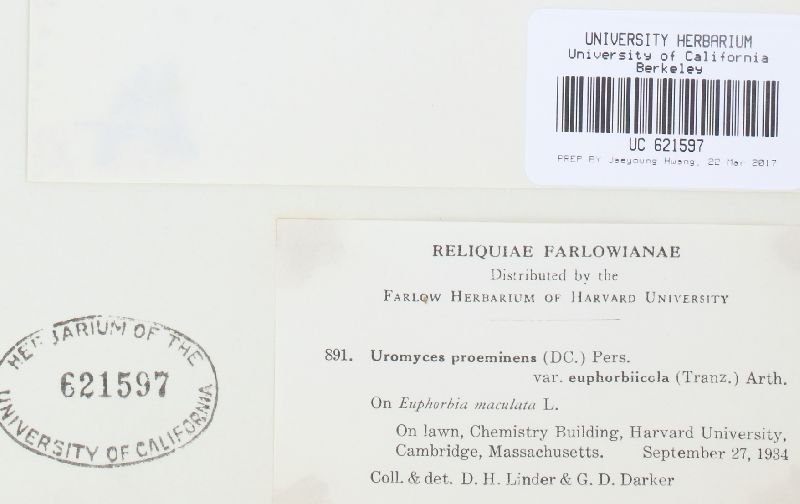 UNIVERSITY HERBARIUM
University of California
Berkeley
UC 621597
PREP BY Jaeyoung Hwang, 22 Mar 2017
RELIQUIAE FARLOWIANAE
Distributed by the
FARLOW HERBARIUM OF HARVARD UNIVERSITY
891. Uromyces proeminens (DC.) Pers.
var. euphorbiicola (Tranz.) Arth.
On Euphorbia maculata L.
On lawn, Chemistry Building, Harvard University,
Cambridge, Massachusetts. September 27, 1934
Coll. & det. D. H. Linder & G. D. Darker
HERBARIUM OF THE
621597
UNIVERSITY OF CALIFORNIA